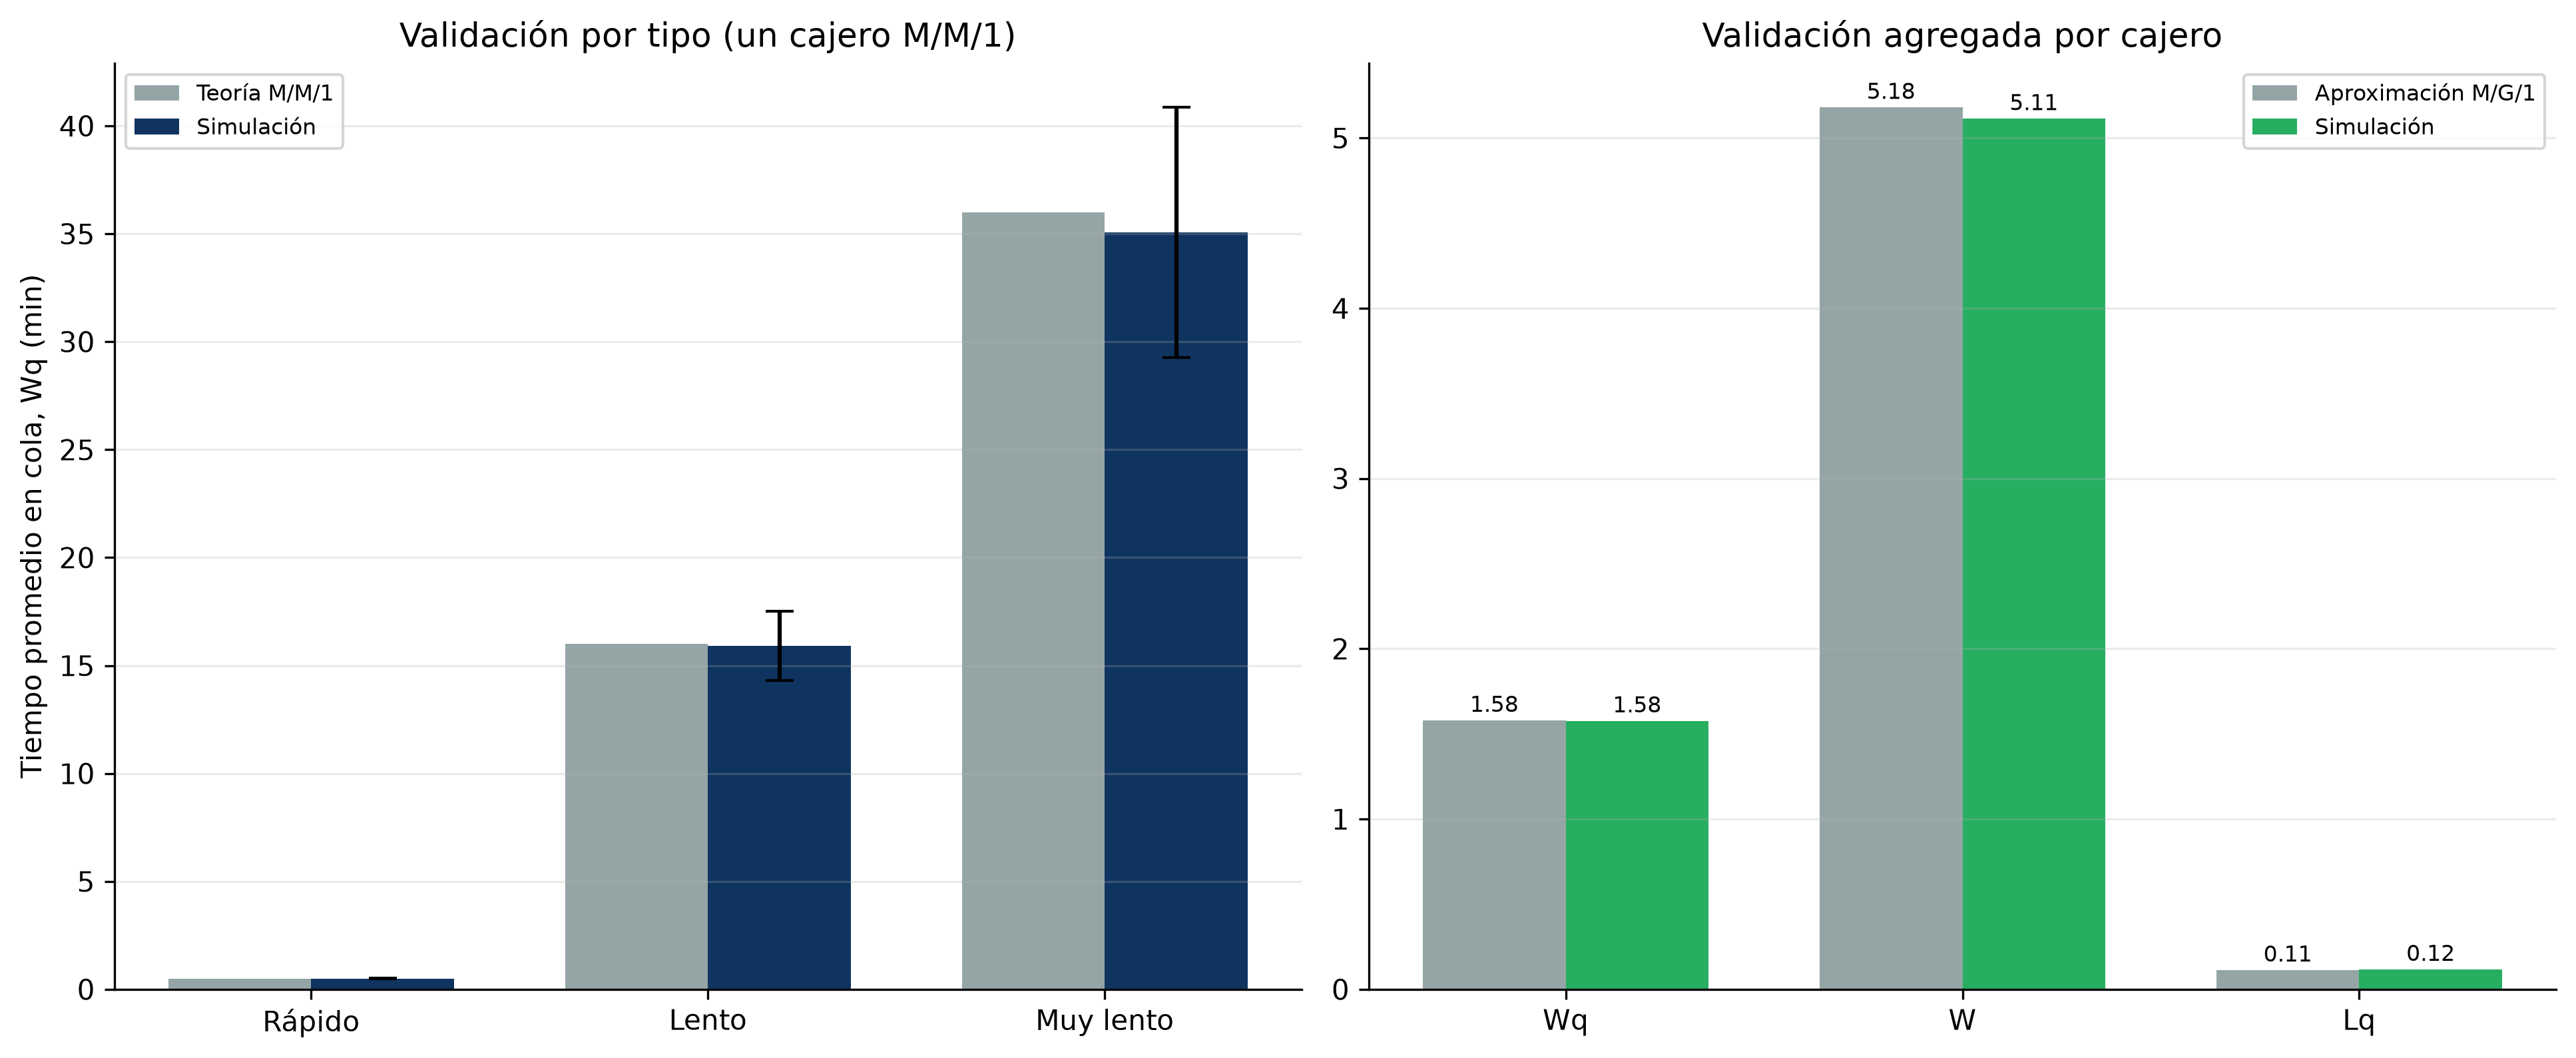 Validación por tipo (un cajero M/M/1)
Teoría M/M/1
Simulación
Tiempo promedio en cola, Wq (min)
40
35
30
25
20
15
10
5
0
Rápido
Lento
Muy lento
Validación agregada por cajero
Aproximación M/G/1
Simulación
5
4
3
2
1
0
1.58
1.58
5.18
5.11
0.11
0.12
Wq
W
Lq